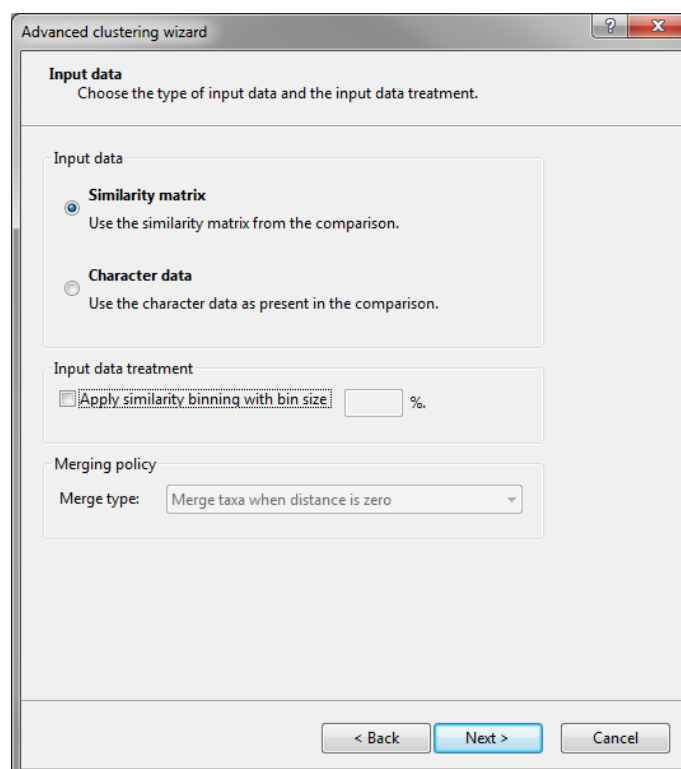 Advanced clustering wizard
Input data
Choose the type of input data and the input data treatment.
Input data
Similarity matrix
Use the similarity matrix from the comparison.
Character data
Use the character data as present in the comparison.
Input data treatment
Apply similarity binning with bin size %.
Merging policy
Merge type: Merge taxa when distance is zero
< Back Next > Cancel